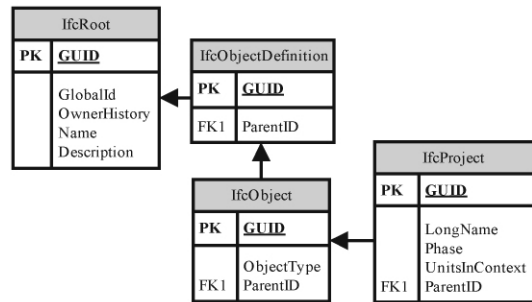 IfcRoot
PK GUID
GlobalId
OwnerHistory
Name
Description
IfcObjectDefinition
PK GUID
FK1 ParentID
IfcObject
PK GUID
ObjectType
FK1 ParentID
IfcProject
PK GUID
LongName
Phase
UnitsInContext
FK1 ParentID